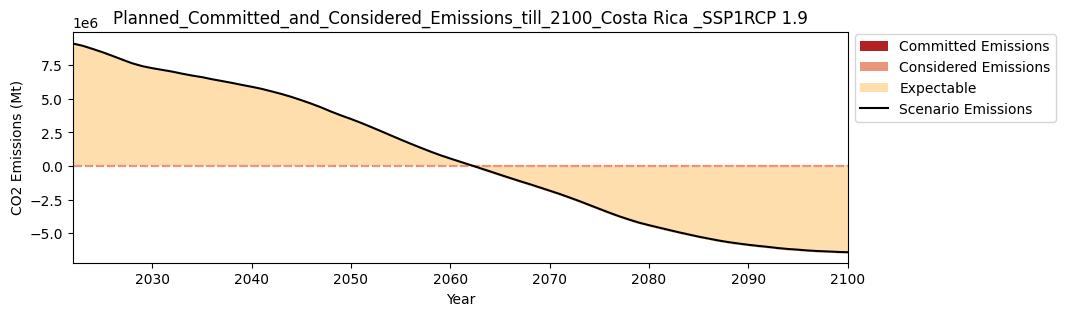 Planned_Committed_and_Considered_Emissions_till_2100_Costa Rica _SSP1RCP 1.9
1e6
7.5
5.0
2.5
0.0
−2.5
−5.0
CO2 Emissions (Mt)
2030 2040 2050 2060 2070 2080 2090 2100
Year
Committed Emissions
Considered Emissions
Expectable
Scenario Emissions